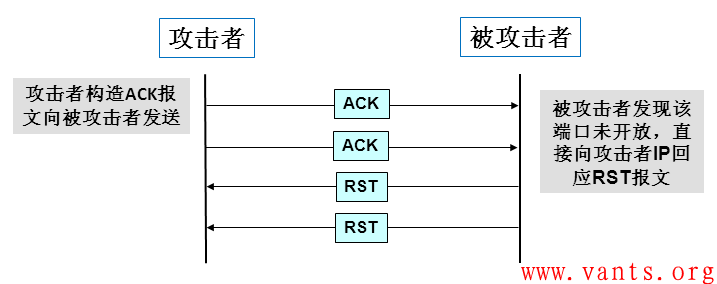 攻击者
被攻击者
攻击者构造ACK报
文向被攻击者发送
ACK
ACK
RST
RST
被攻击者发现该
端口未开放，直
接向攻击者IP回
应RST报文
www.vants.org